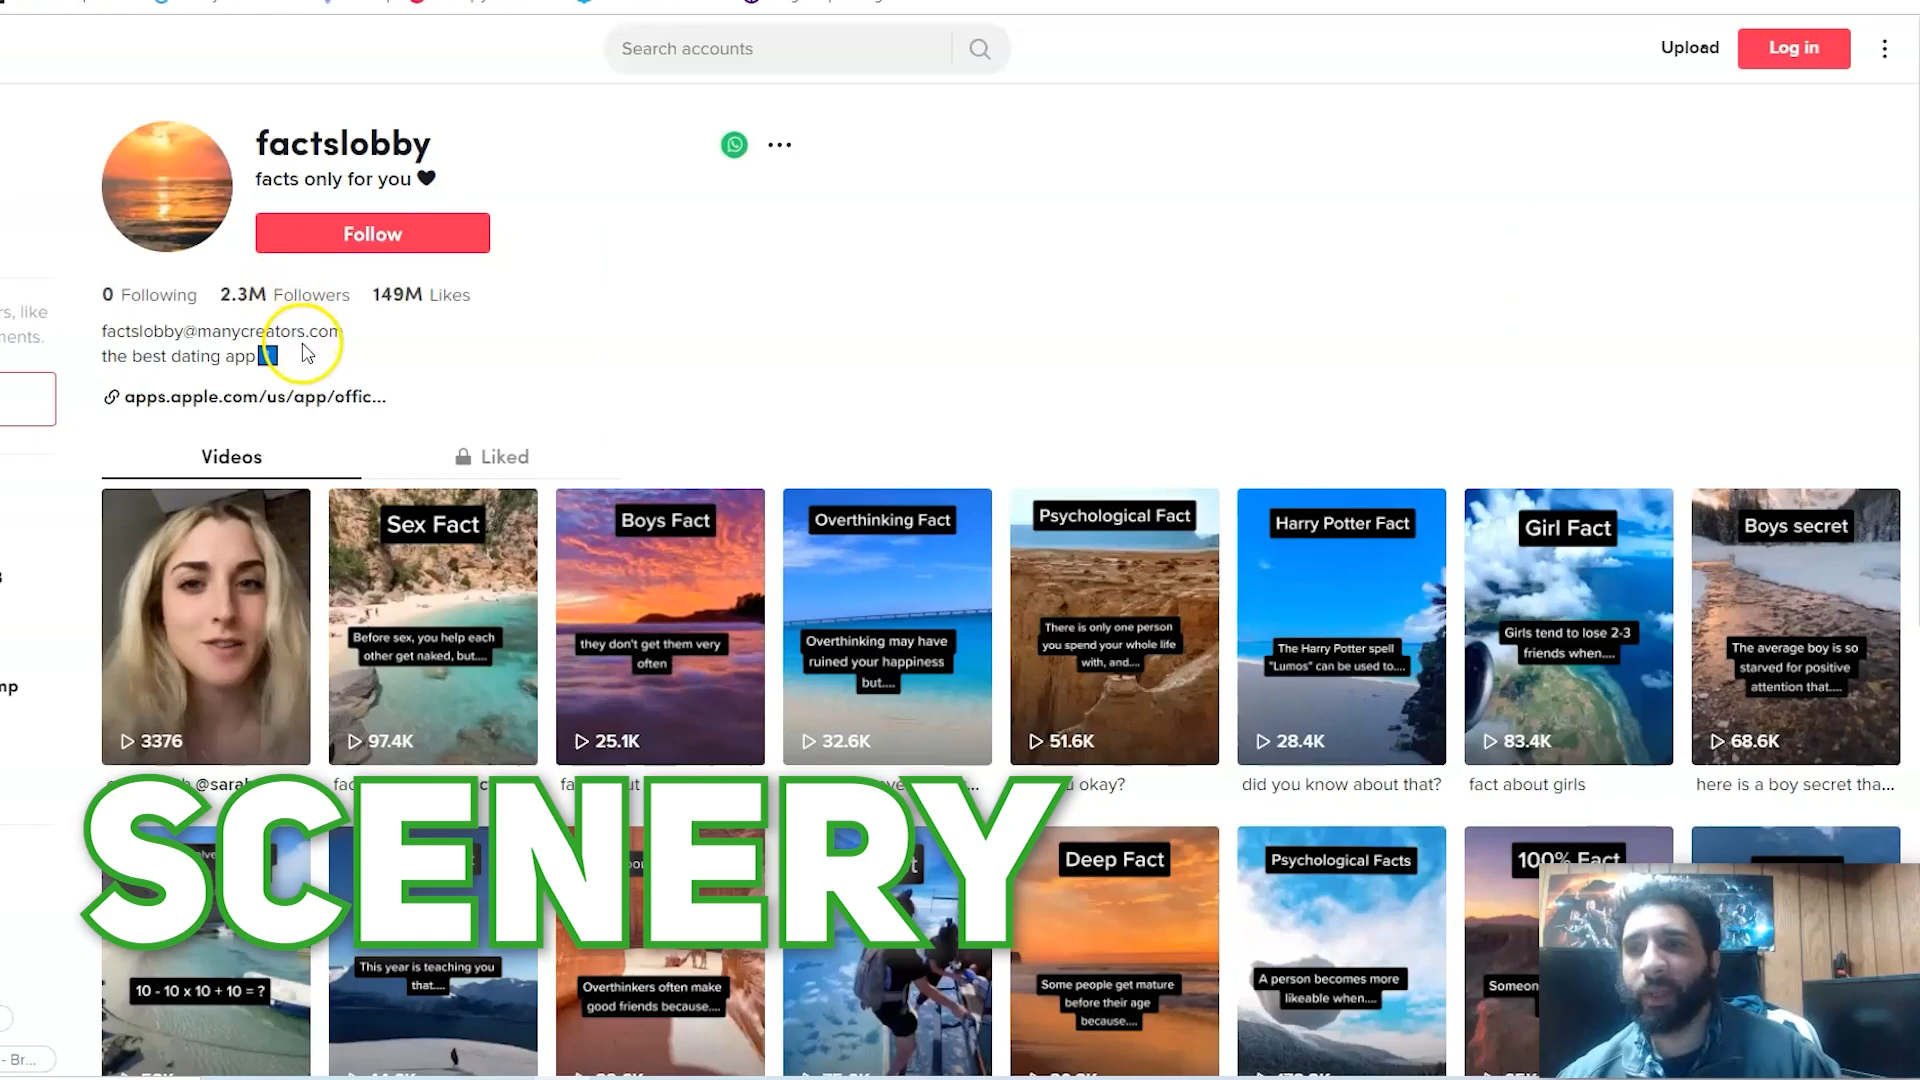 Search accounts
Upload
Log in
factslobby
facts only for you
Follow
0 Following 2.3M Followers 149M Likes
factslobby@manycreators.com
the best dating app
apps.apple.com/us/app/offic...
Videos
Liked
Sex Fact
Before sex, you help each
other get naked, but....
Boys Fact
they don't get them very
often
Overthinking Fact
Overthinking may have
ruined your happiness
but....
Psychological Fact
There is only one person
you spend your whole life
with, and....
Harry Potter Fact
The Harry Potter spell
"Lumos" can be used to....
Girl Fact
Girls tend to lose 2-3
friends when....
Boys secret
The average boy is so
starved for positive
attention that....
3376
97.4K
25.1K
32.6K
51.6K
28.4K
83.4K
68.6K
okay?
did you know about that?
fact about girls
here is a boy secret tha...
SCENERY
10 - 10 x 10 + 10 = ?
This year is teaching you
that....
Overthinkers often make
good friends because....
Deep Fact
Some people get mature
before their age
because....
Psychological Facts
A person becomes more
likeable when....
100% Fact
- Br...